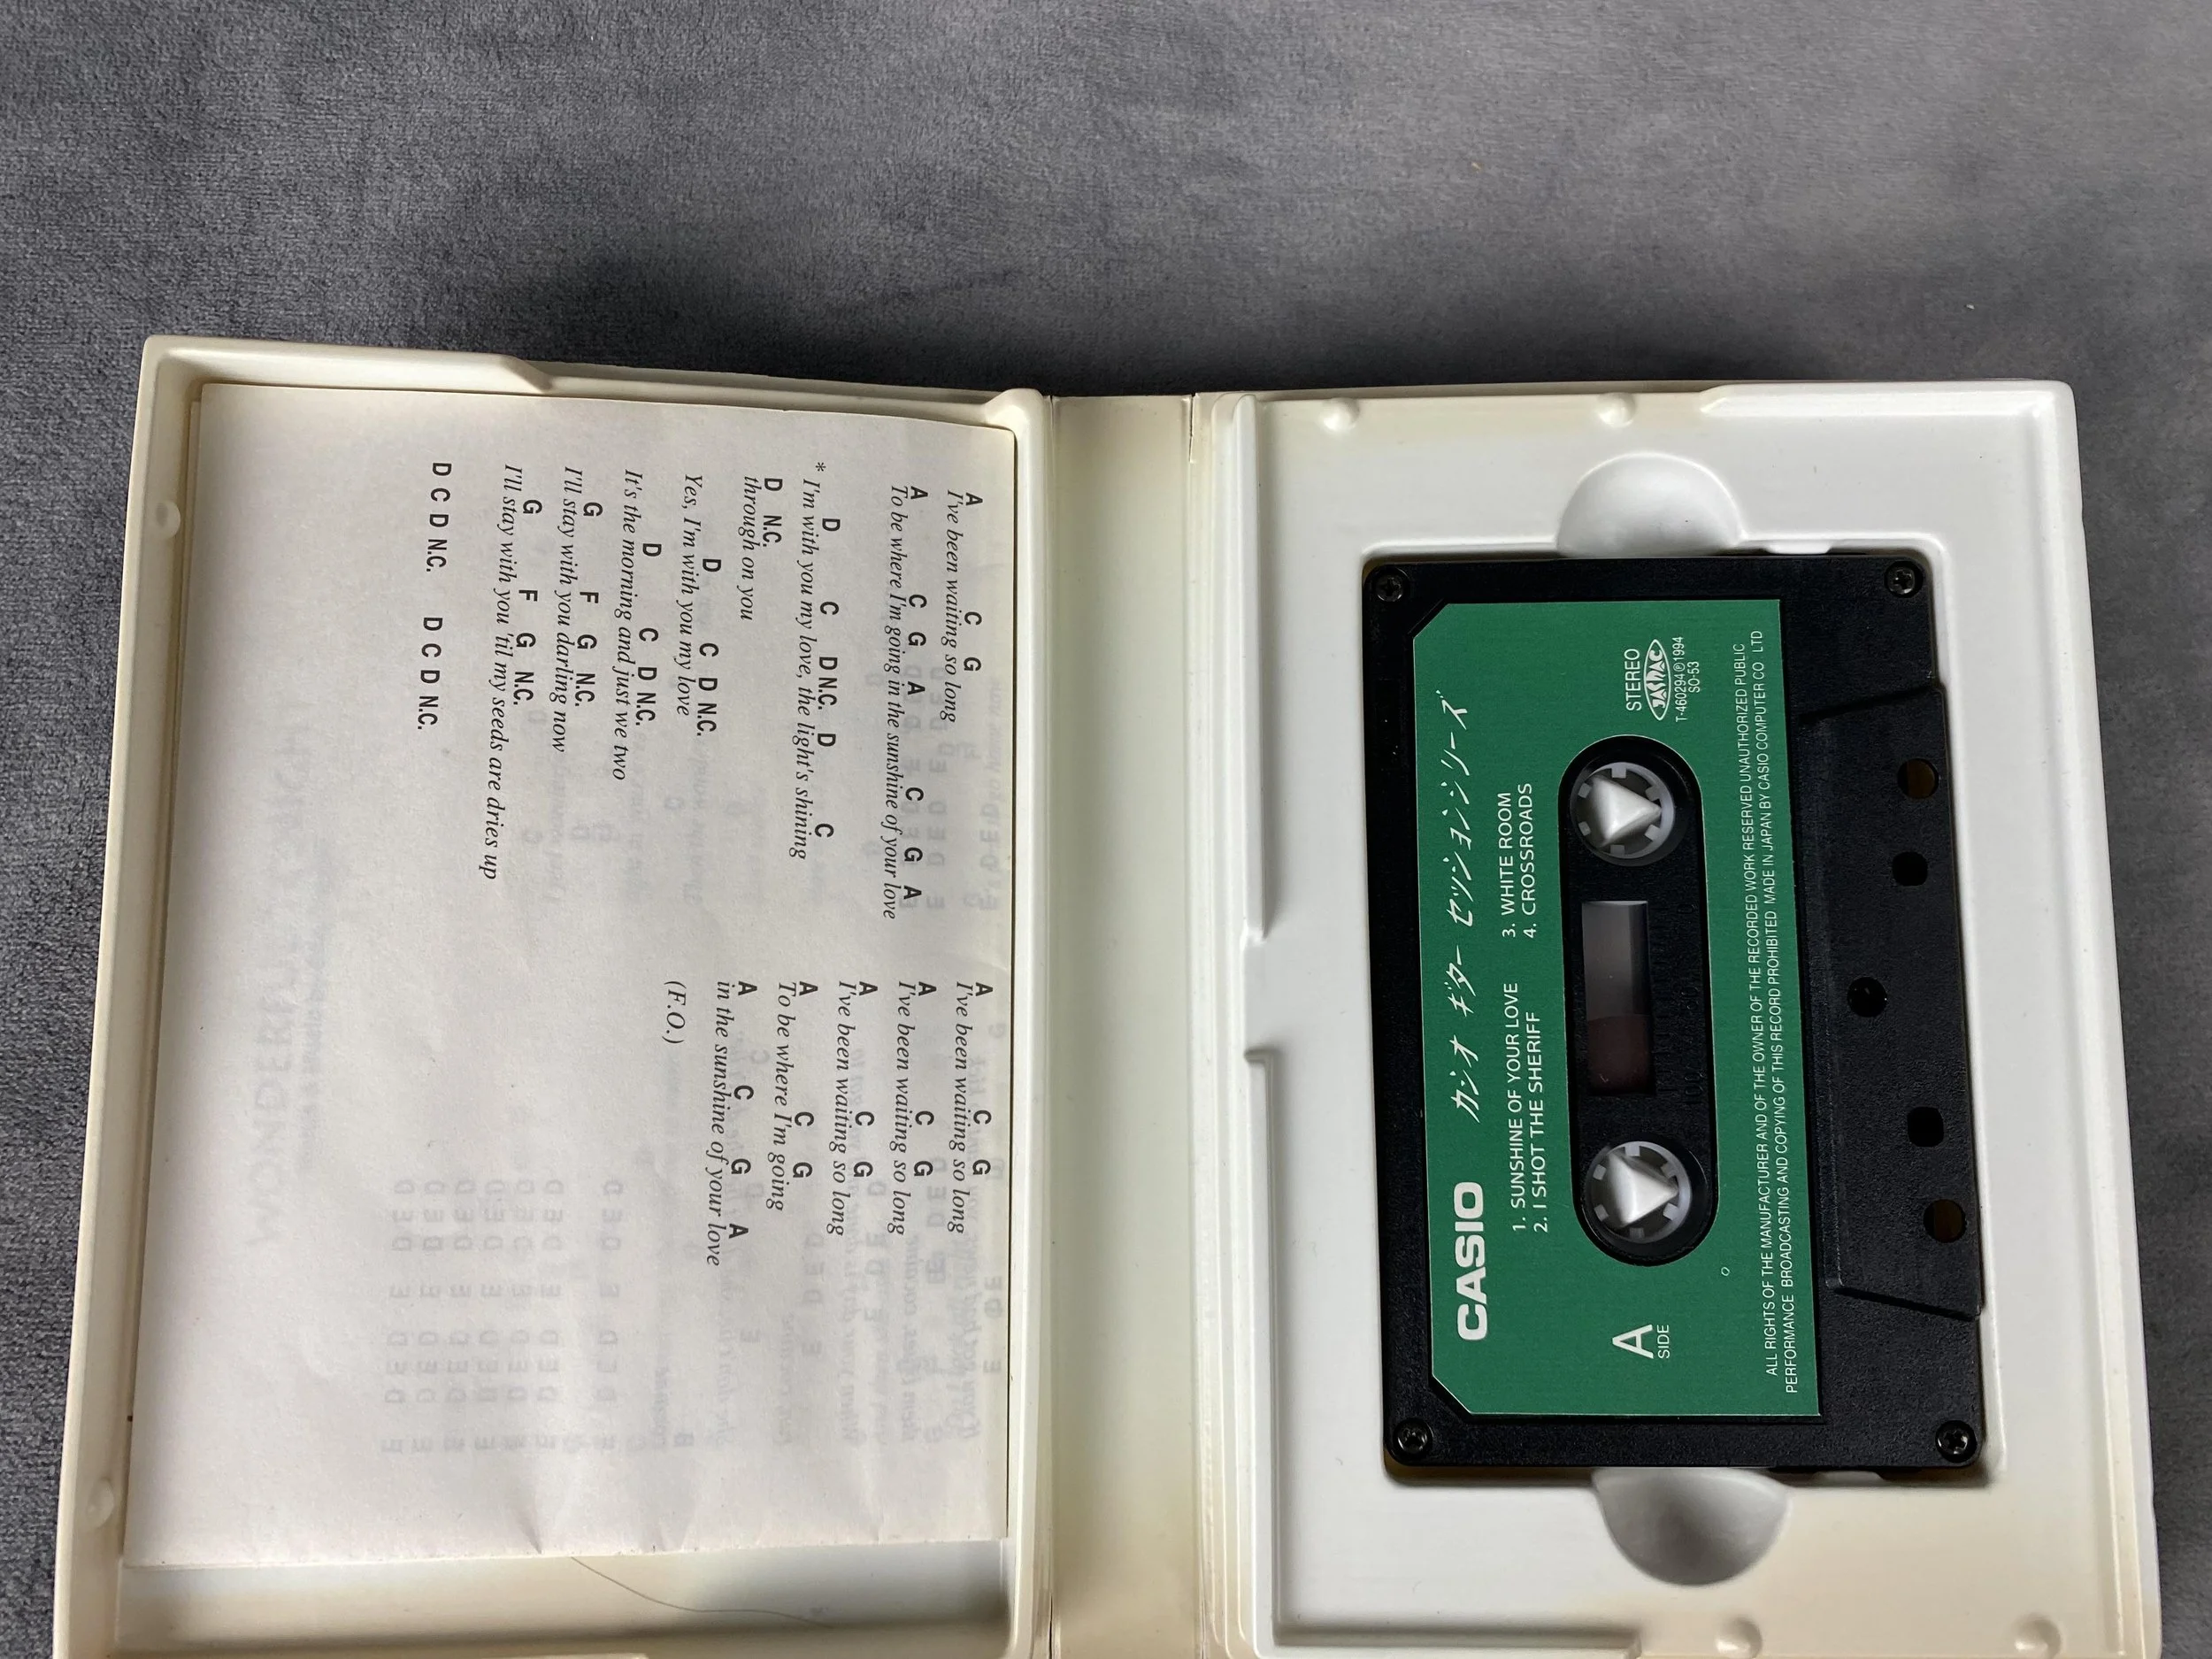 A C G
I've been waiting so long
A C G A C G A
To be where I'm going in the sunshine of your love
D C D N.C. D C
* I'm with you my love, the light's shining
D N.C.
through on you
D C D N.C.
Yes, I'm with you my love
D C D N.C.
It's the morning and just we two
G F G N.C.
I'll stay with you darling now
G F G N.C.
I'll stay with you 'til my seeds are dries up
D C D N.C. D C D N.C.
A C G
I've been waiting so long
A C G
I've been waiting so long
A C G
I've been waiting so long
A C G
To be where I'm going
A C G A
in the sunshine of your love
(F.O.)
CASIO カシオ ギター セッションシリーズ
1. SUNSHINE OF YOUR LOVE 3. WHITE ROOM
2. I SHOT THE SHERIFF 4. CROSSROADS
A
SIDE
STEREO
JASRAC
T-460294℗1994
SO-53
ALL RIGHTS OF THE MANUFACTURER AND OF THE OWNER OF THE RECORDED WORK RESERVED UNAUTHORIZED PUBLIC
PERFORMANCE BROADCASTING AND COPYING OF THIS RECORD PROHIBITED MADE IN JAPAN BY CASIO COMPUTER CO LTD